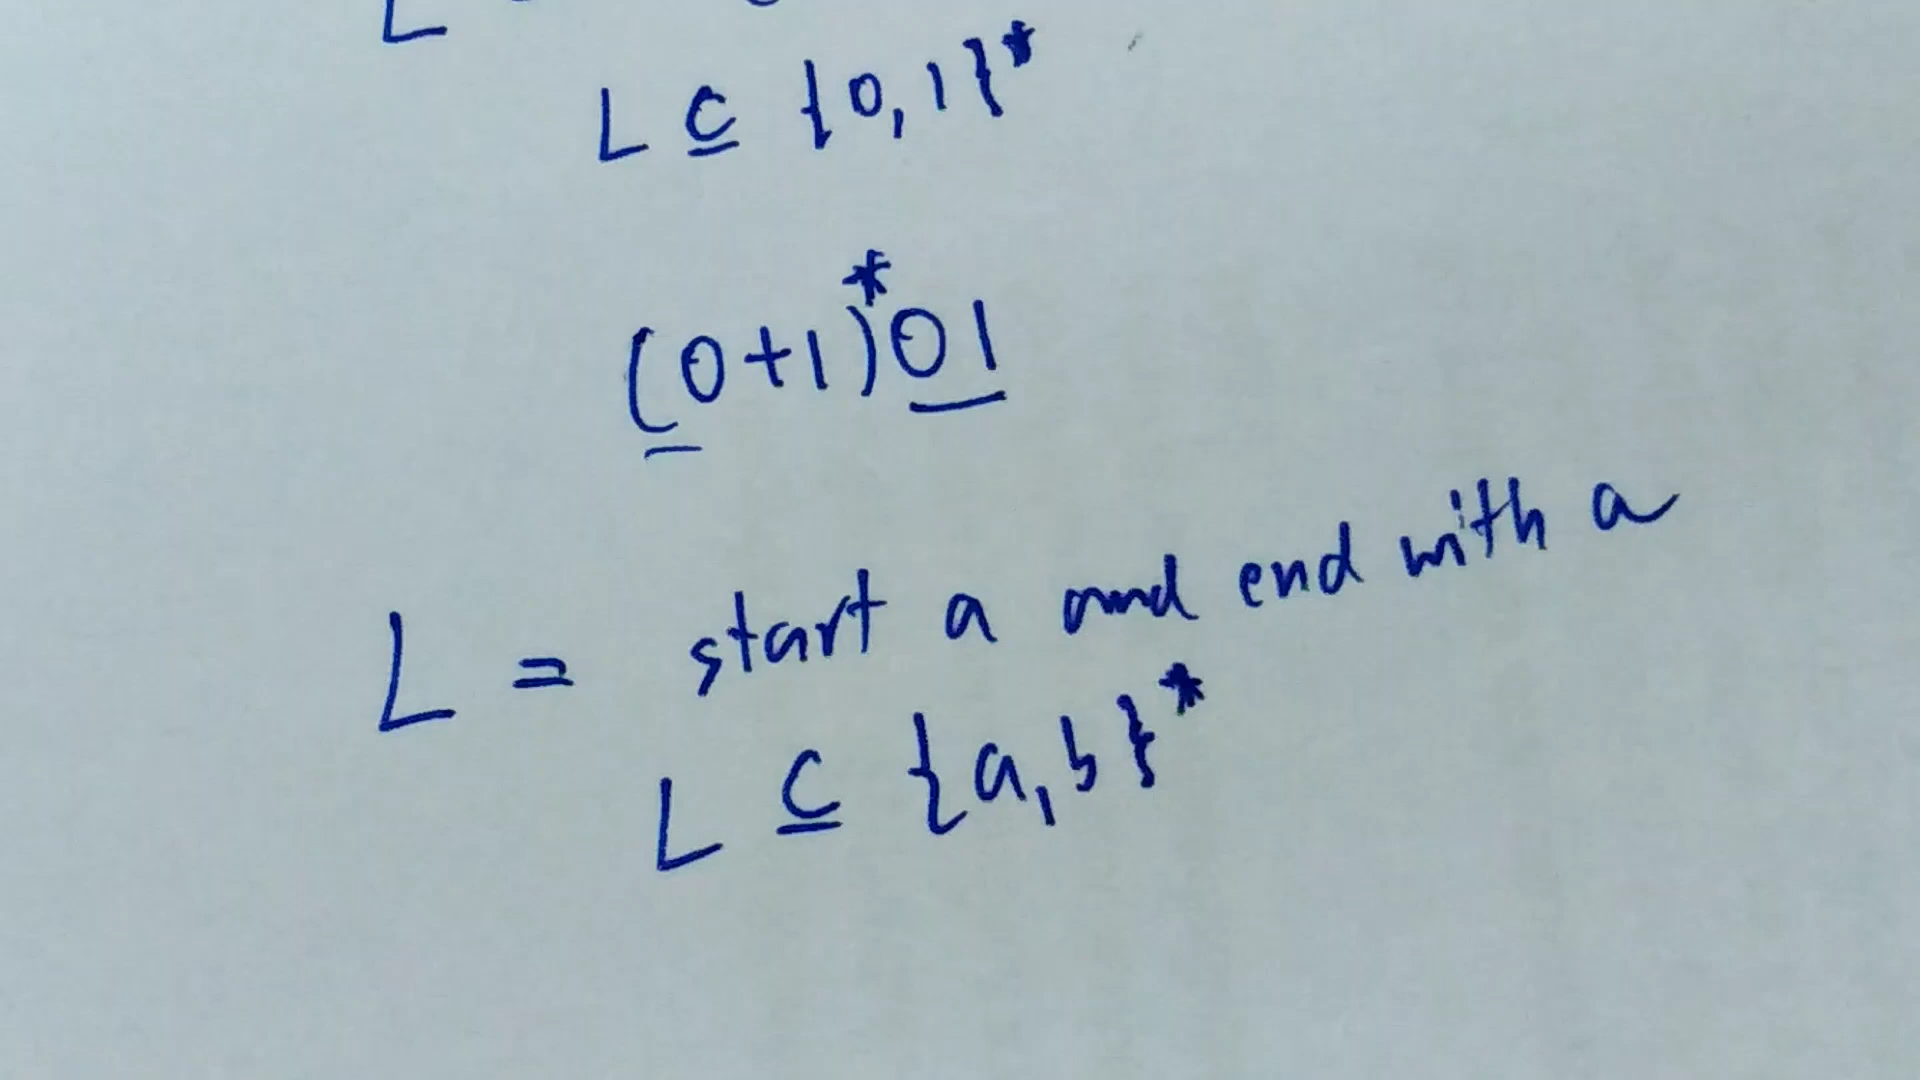 L
L ⊆ {0,1}*
(0+1)*01
L = start a and end with a
L ⊆ {a,b}*